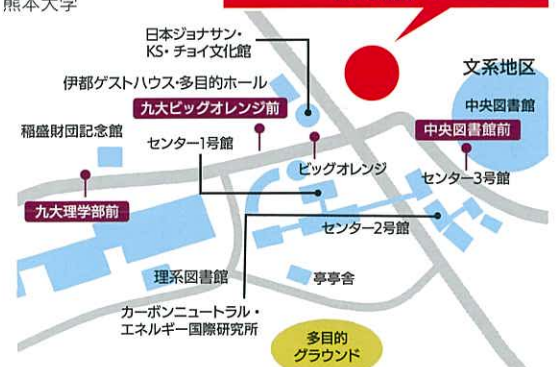 熊本大学
日本ジョナサン・
KS・チョイ文化館
伊都ゲストハウス・多目的ホール
文系地区
中央図書館
九大ビッグオレンジ前
中央図書館前
稲盛財団記念館
センター1号館
ビッグオレンジ
センター3号館
九大理学部前
センター2号館
理系図書館
亭亭舎
カーボンニュートラル・
エネルギー国際研究所
多目的
グラウンド